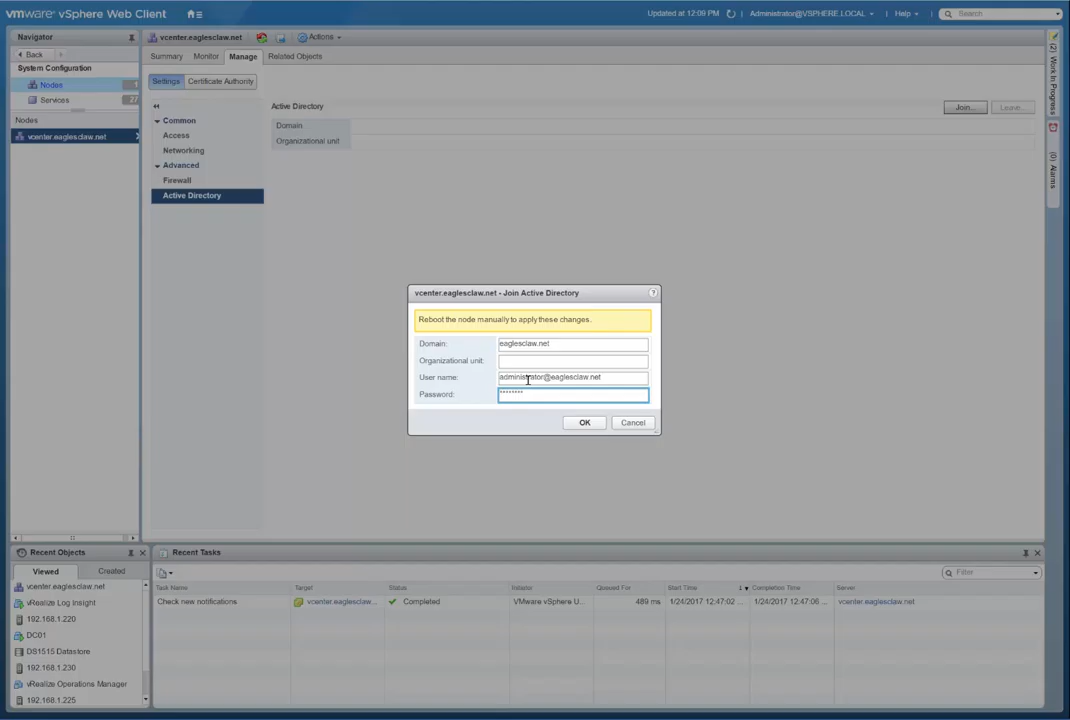 vmware® vSphere Web Client
Updated at 12:09 PM | Administrator@VSPHERE.LOCAL | Help | Search
Navigator
Back
System Configuration
Nodes 1
Services 27
Nodes
vcenter.eaglesclaw.net
vcenter.eaglesclaw.net Actions
Summary Monitor Manage Related Objects
Settings Certificate Authority
Common
Access
Networking
Advanced
Firewall
Active Directory
Active Directory
Join... Leave...
Domain
Organizational unit
(2) Work In Progress
(0) Alarms
vcenter.eaglesclaw.net - Join Active Directory ?
Reboot the node manually to apply these changes.
Domain: eaglesclaw.net
Organizational unit:
User name: administrator@eaglesclaw.net
Password: ********
OK Cancel
Recent Objects
Viewed Created
vcenter.eaglesclaw.net
vRealize Log Insight
192.168.1.220
DC01
DS1515 Datastore
192.168.1.230
vRealize Operations Manager
192.168.1.225
Recent Tasks
Filter
Task Name Target Status Initiator Queued For Start Time 1 Completion Time Server
Check new notifications vcenter.eaglesclaw... Completed VMware vSphere U... 489 ms 1/24/2017 12:47:02 ... 1/24/2017 12:47:06 ... vcenter.eaglesclaw.net